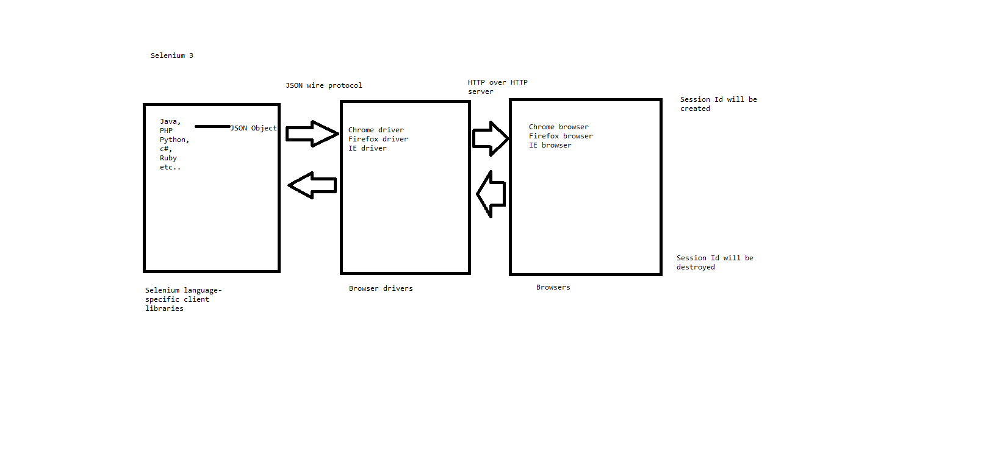 Selenium 3
JSON wire protocol
HTTP over HTTP
server
Session Id will be
created
Java,
PHP
Python,
c#,
Ruby
etc..
JSON Object
Chrome driver
Firefox driver
IE driver
Chrome browser
Firefox browser
IE browser
Session Id will be
destroyed
Selenium language-
specific client
libraries
Browser drivers
Browsers